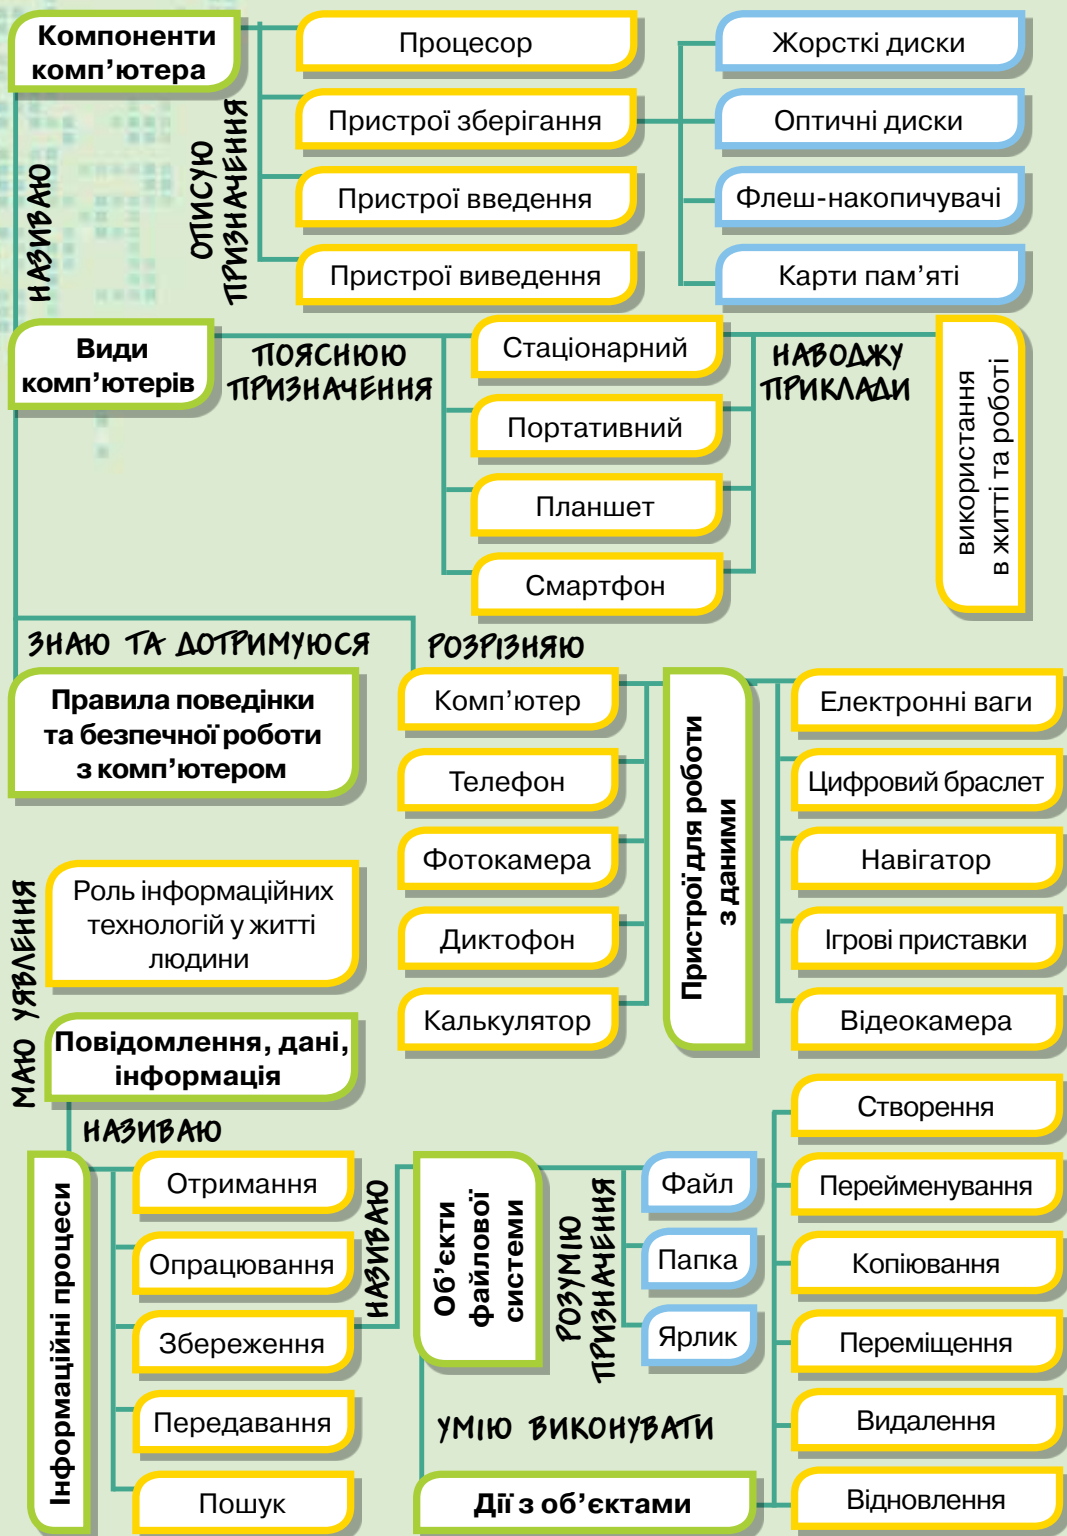 Компоненти
комп’ютера
НАЗИВАЮ
ОПИСУЮ
ПРИЗНАЧЕННЯ
Процесор
Пристрої зберігання
Пристрої введення
Пристрої виведення
Жорсткі диски
Оптичні диски
Флеш-накопичувачі
Карти пам’яті
Види
комп’ютерів
ПОЯСНЮЮ
ПРИЗНАЧЕННЯ
Стаціонарний
Портативний
Планшет
Смартфон
НАВОДЖУ
ПРИКЛАДИ
використання
в житті та роботі
ЗНАЮ ТА ДОТРИМУЮСЯ
Правила поведінки
та безпечної роботи
з комп’ютером
РОЗРІЗНЯЮ
Комп’ютер
Телефон
Фотокамера
Диктофон
Калькулятор
Пристрої для роботи
з даними
Електронні ваги
Цифровий браслет
Навігатор
Ігрові приставки
Відеокамера
МАЮ УЯВЛЕННЯ
Роль інформаційних
технологій у житті
людини
Повідомлення, дані,
інформація
НАЗИВАЮ
Інформаційні процеси
Отримання
Опрацювання
Збереження
Передавання
Пошук
НАЗИВАЮ
Об’єкти
файлової
системи
РОЗУМІЮ
ПРИЗНАЧЕННЯ
Файл
Папка
Ярлик
УМІЮ ВИКОНУВАТИ
Дії з об’єктами
Створення
Перейменування
Копіювання
Переміщення
Видалення
Відновлення